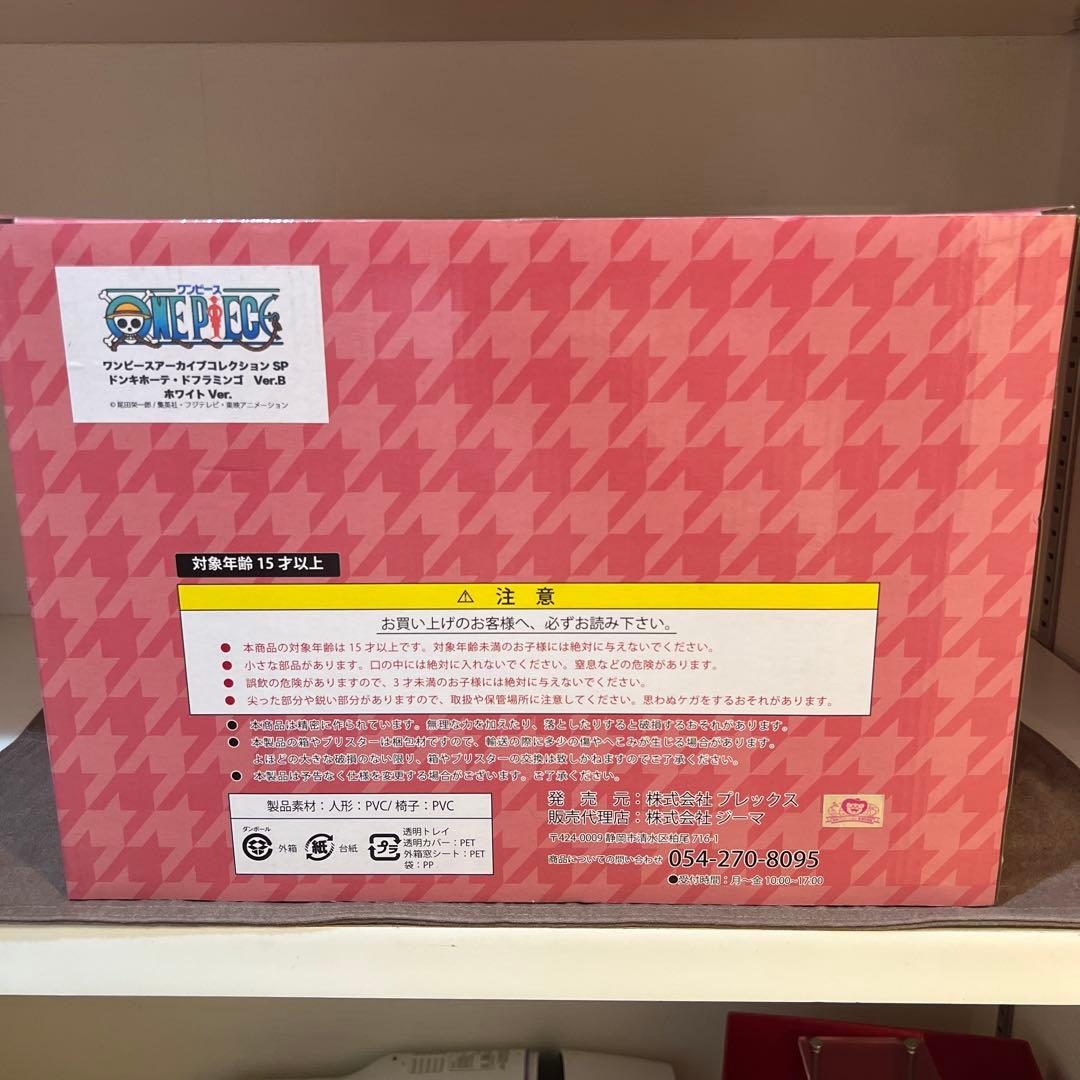 ワンピース
ONE PIECE
ワンピースアーカイブコレクション SP
ドンキホーテ・ドフラミンゴ Ver.B
ホワイト Ver.
© 尾田栄一郎 / 集英社・フジテレビ・東映アニメーション
対象年齢 15 才以上
⚠ 注 意
お買い上げのお客様へ、必ずお読み下さい。
● 本商品の対象年齢は 15 才以上です。対象年齢未満のお子様には絶対に与えないでください。
● 小さな部品があります。口の中には絶対に入れないでください。窒息などの危険があります。
● 誤飲の危険がありますので、3 才未満のお子様には絶対に与えないでください。
● 尖った部分や鋭い部分がありますので、取扱や保管場所に注意してください。思わぬケガをするおそれがあります。
● 本商品は精密に作られています。無理な力を加えたり、落としたりすると破損するおそれがあります。
● 本製品の箱やブリスターは梱包材ですので、輸送の際に多少の傷やへこみが生じる場合があります。
よほどの大きな破損のない限り、箱やブリスターの交換は致しかねますのでご了承ください。
● 本製品は予告なく仕様を変更する場合がございます。ご了承ください。
製品素材：人形：PVC/ 椅子：PVC
ダンボール
外箱
紙
台紙
プラ
透明トレイ
透明カバー：PET
外箱窓シート：PET
袋：PP
発 売 元：株式会社 プレックス
販売代理店：株式会社 ジーマ
〒424-0009 静岡市清水区柏尾 716-1
商品についての問い合わせ 054-270-8095
●受付時間：月〜金 10:00~17:00